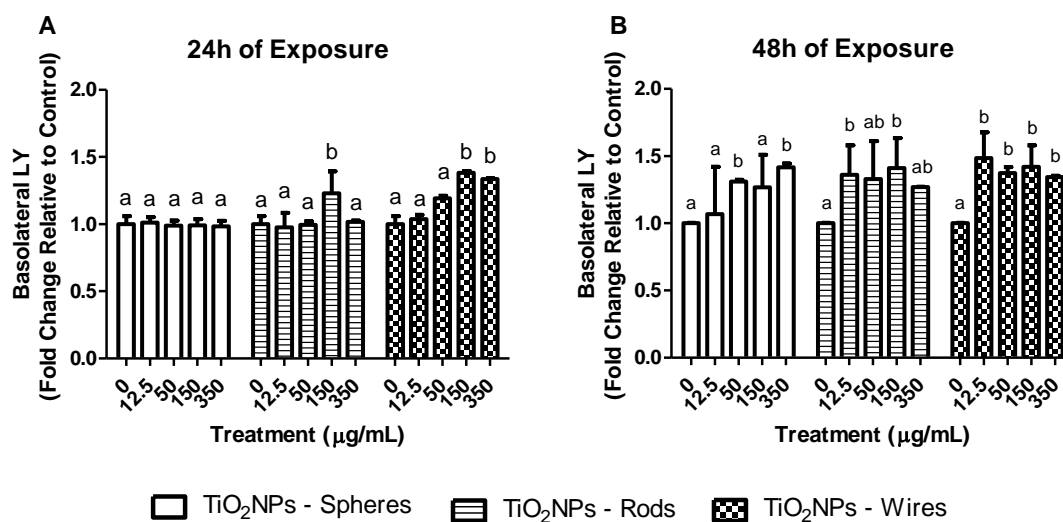 A
24h of Exposure
Basolateral LY
(Fold Change Relative to Control)
2.0
1.5
1.0
0.5
0.0
a a a a a a a a b a a a a b b
0 12.5 50 150 350 0 12.5 50 150 350 0 12.5 50 150 350
Treatment (µg/mL)
B
48h of Exposure
Basolateral LY
(Fold Change Relative to Control)
2.0
1.5
1.0
0.5
0.0
a a b a b a b ab b ab a b b b b
0 12.5 50 150 350 0 12.5 50 150 350 0 12.5 50 150 350
Treatment (µg/mL)
TiO₂NPs - Spheres TiO₂NPs - Rods TiO₂NPs - Wires